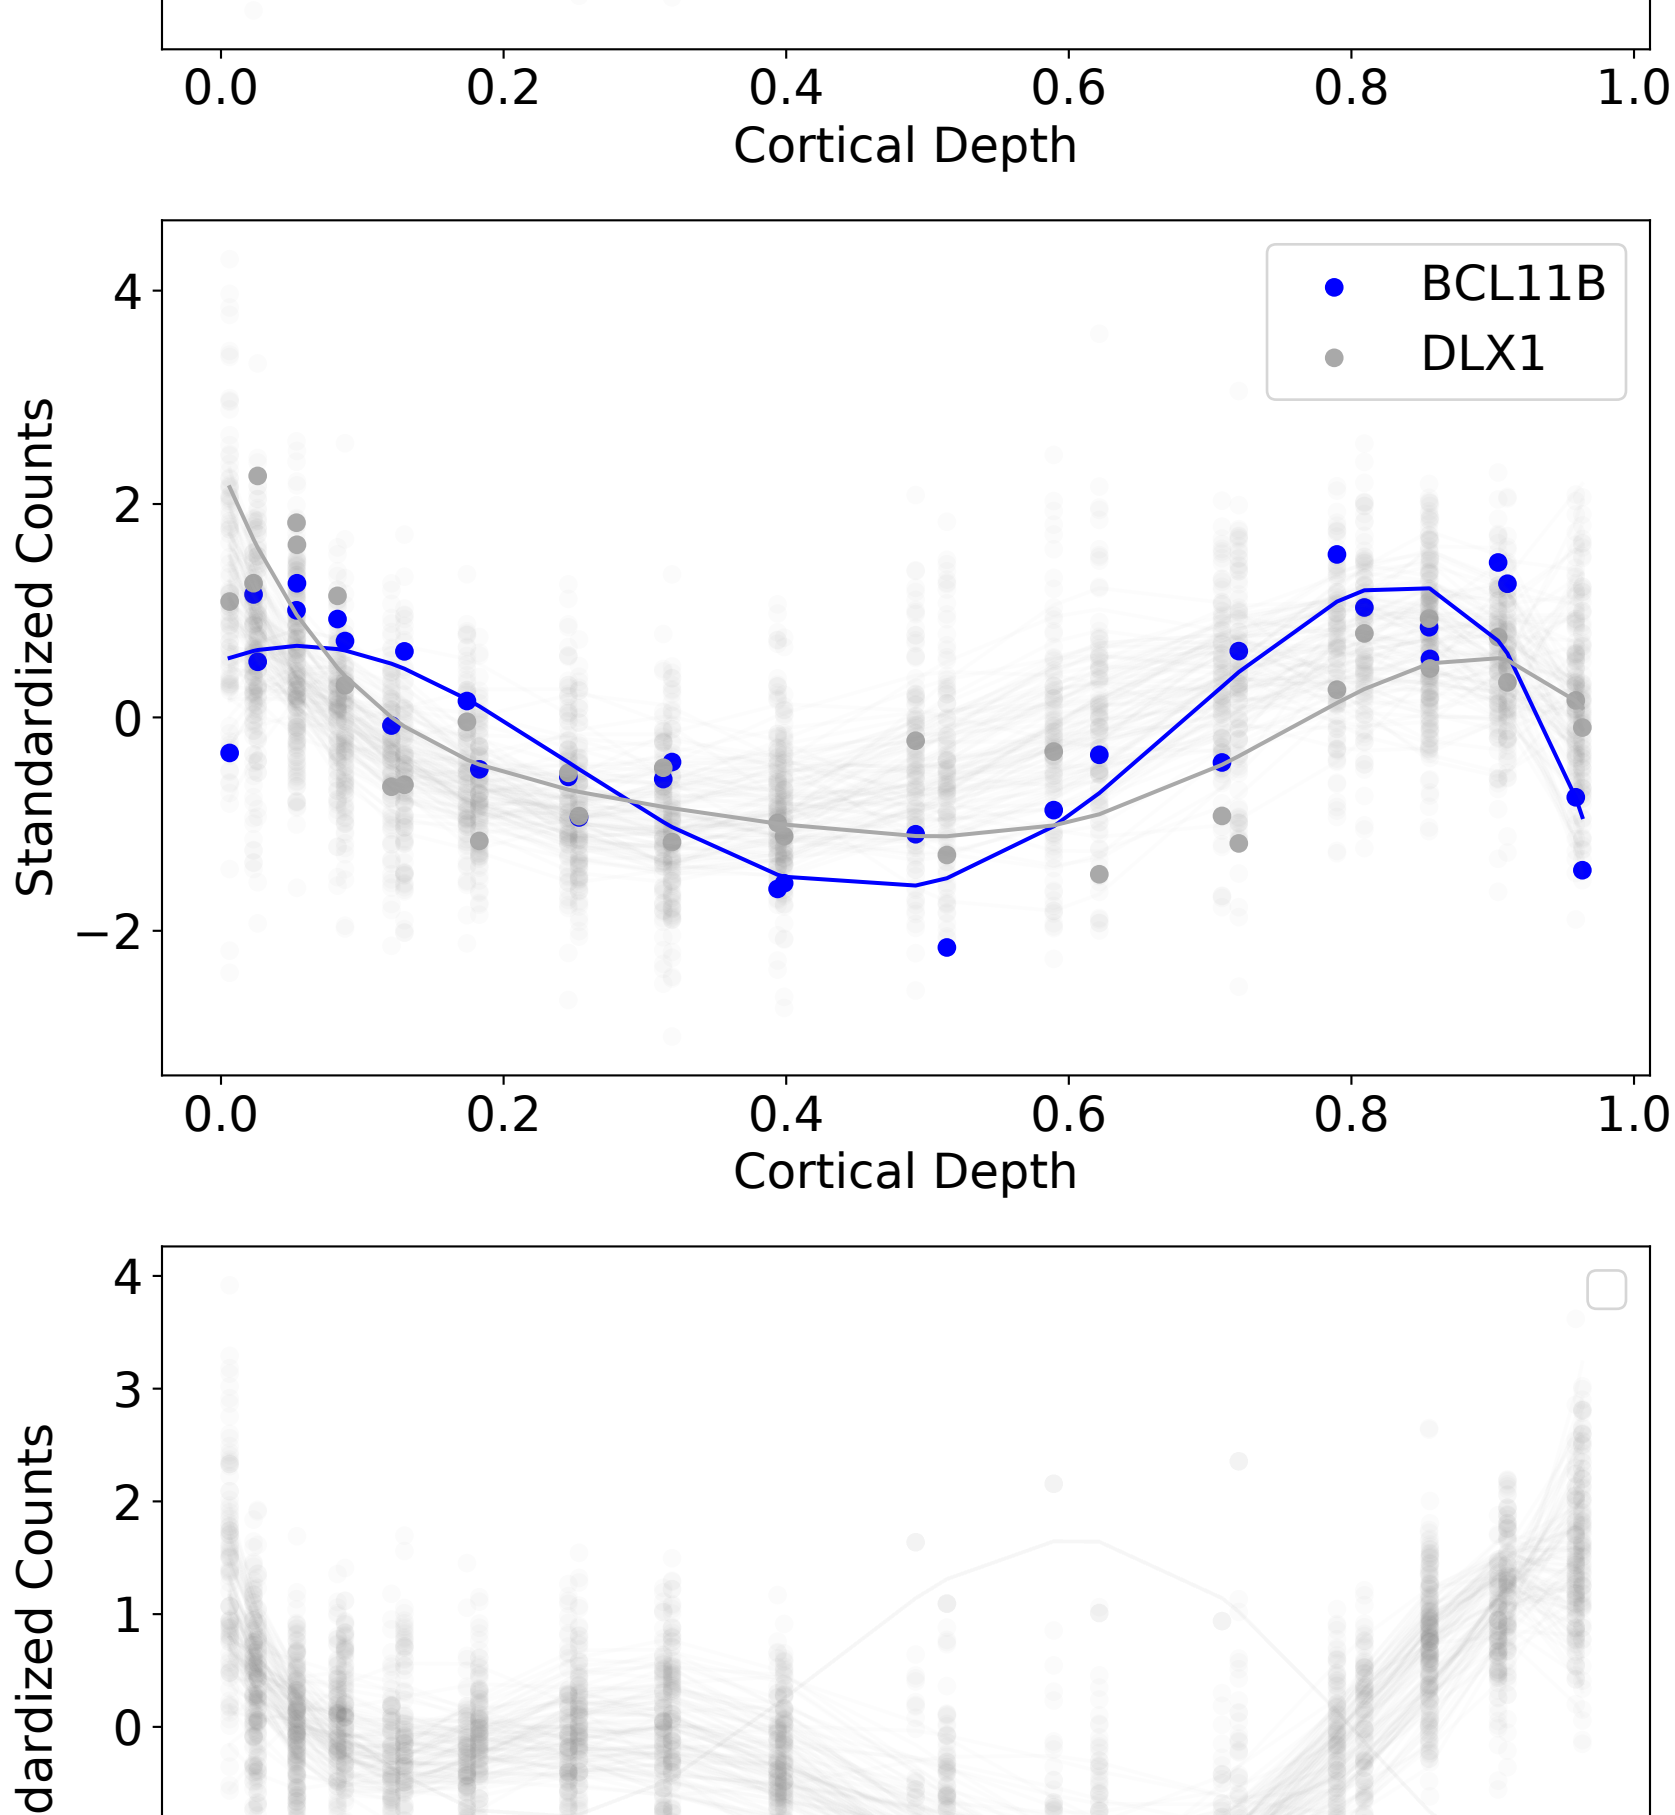 0.0 0.2 0.4 0.6 0.8 1.0
Cortical Depth
Standardized Counts
4
2
0
−2
BCL11B
DLX1
0.0 0.2 0.4 0.6 0.8 1.0
Cortical Depth
dardized Counts
4
3
2
1
0